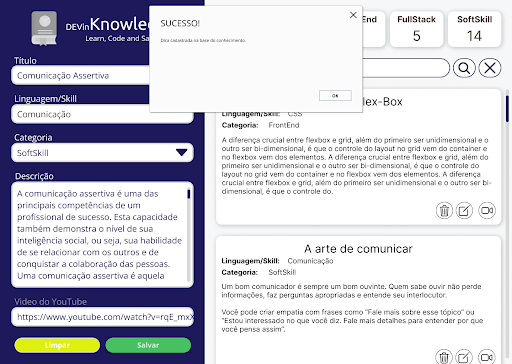 DEVinKnowle
Learn, Code and Sa
Título
Comunicação Assertiva
Linguagem/Skill
Comunicação
Categoria
SoftSkill
Descrição
A comunicação assertiva é uma das
principais competências de um
profissional de sucesso. Esta capacidade
também demonstra o nível de sua
inteligência social, ou seja, sua habilidade
de se relacionar com os outros e de
conquistar a colaboração das pessoas.
Uma comunicação assertiva é aquela
Video do YouTube
https://www.youtube.com/watch?v=rqE_mxX
Limpar
Salvar
SUCESSO!
Dica cadastrada na base do conhecimento.
OK
End
FullStack
5
SoftSkill
14
lex-Box
Linguagem/Skill: CSS
Categoria: FrontEnd
A diferença crucial entre flexbox e grid, além do primeiro ser unidimensional e o
outro ser bi-dimensional, é que o controle do layout no grid vem do container e
no flexbox vem dos elementos. A diferença crucial entre flexbox e grid, além do
primeiro ser unidimensional e o outro ser bi-dimensional, é que o controle do
layout no grid vem do container e no flexbox vem dos elementos. A diferença
crucial entre flexbox e grid, além do primeiro ser unidimensional e o outro ser bi-
dimensional, é que o controle do.
A arte de comunicar
Linguagem/Skill: Comunicação
Categoria: SoftSkill
Um bom comunicador é sempre um bom ouvinte. Quem sabe ouvir não perde
informações, faz perguntas apropriadas e entende seu interlocutor.
Você pode criar empatia com frases como “Fale mais sobre esse tópico” ou
“Estou interessado no que você diz. Fale mais detalhes para entender por que
você pensa assim”.